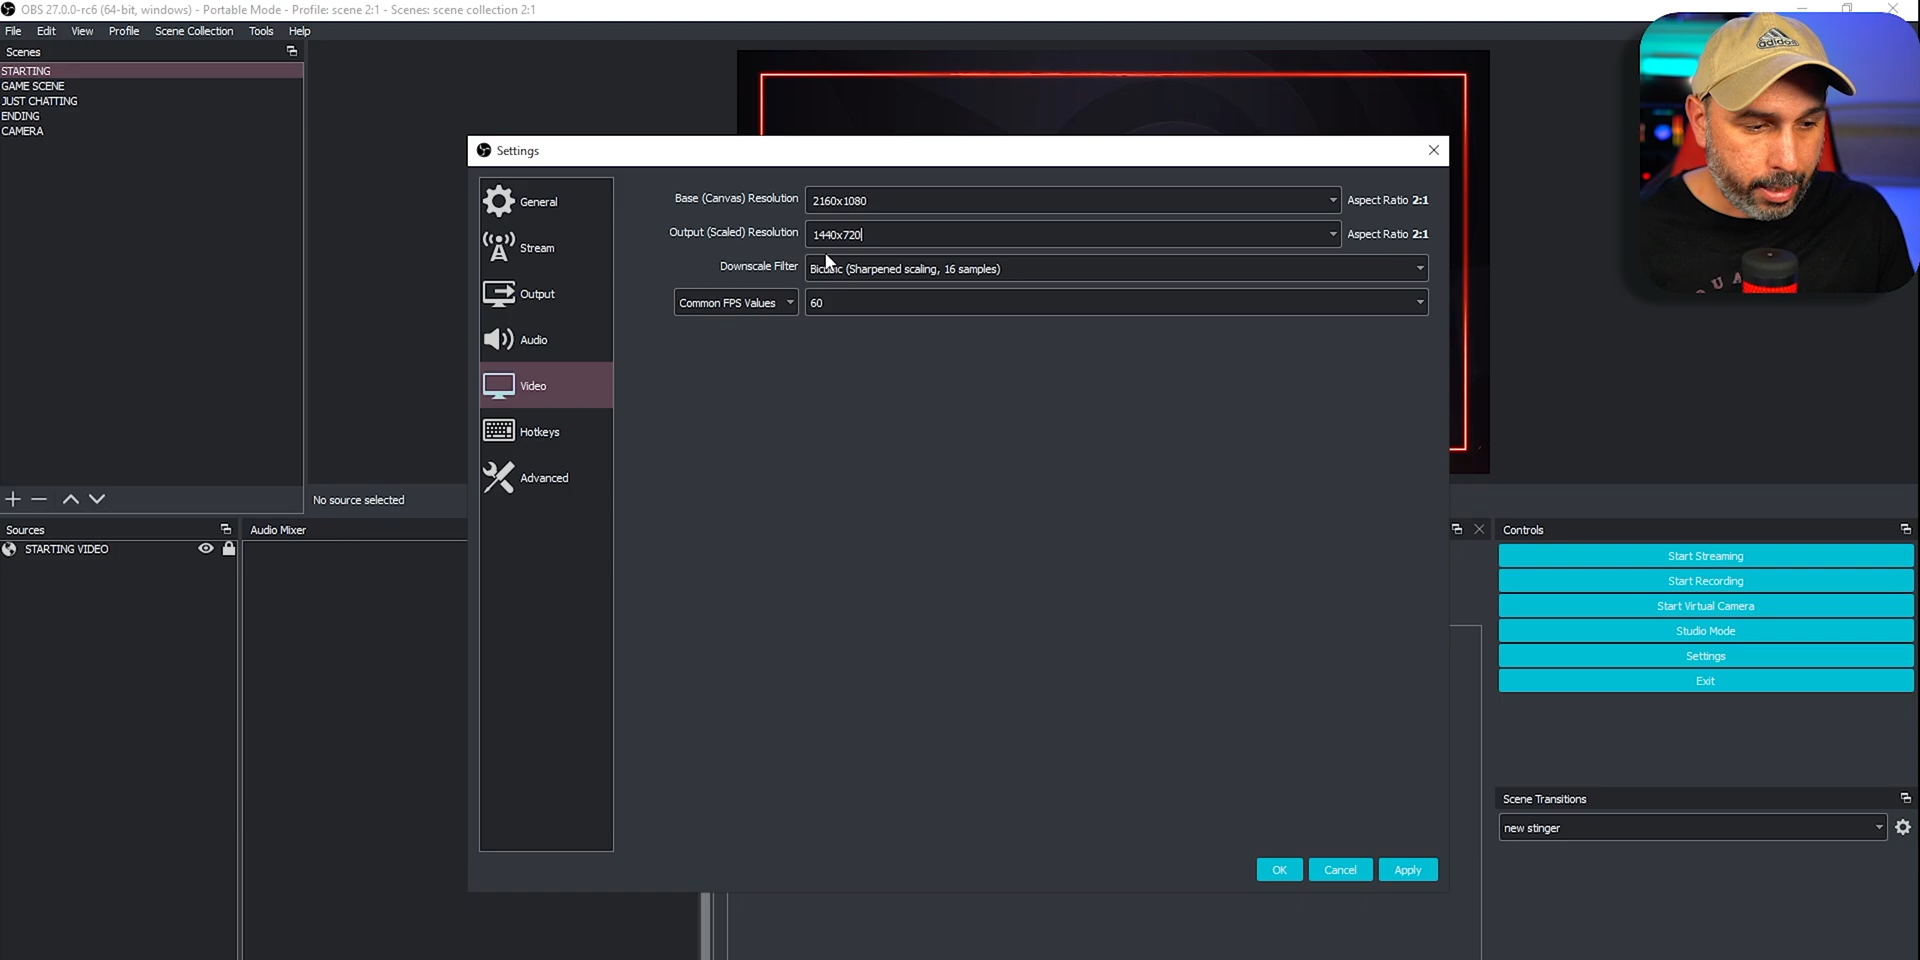 OBS 27.0.0-rc6 (64-bit, windows) - Portable Mode - Profile: scene 2:1 - Scenes: scene collection 2:1
File Edit View Profile Scene Collection Tools Help
Scenes
STARTING
GAME SCENE
JUST CHATTING
ENDING
CAMERA
adidas
Settings
General
Stream
Output
Audio
Video
Hotkeys
Advanced
Base (Canvas) Resolution 2160x1080 Aspect Ratio 2:1
Output (Scaled) Resolution 1440x720 Aspect Ratio 2:1
Downscale Filter Bicubic (Sharpened scaling, 16 samples)
Common FPS Values 60
OK Cancel Apply
No source selected
Sources
STARTING VIDEO
Audio Mixer
Controls
Start Streaming
Start Recording
Start Virtual Camera
Studio Mode
Settings
Exit
Scene Transitions
new stinger